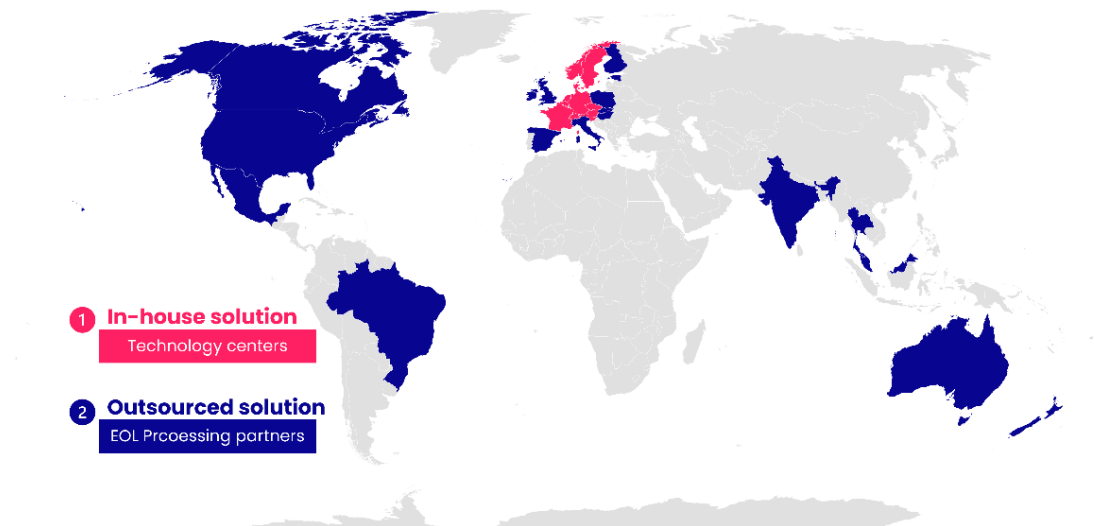 1 In-house solution
Technology centers
2 Outsourced solution
EOL Prcoessing partners